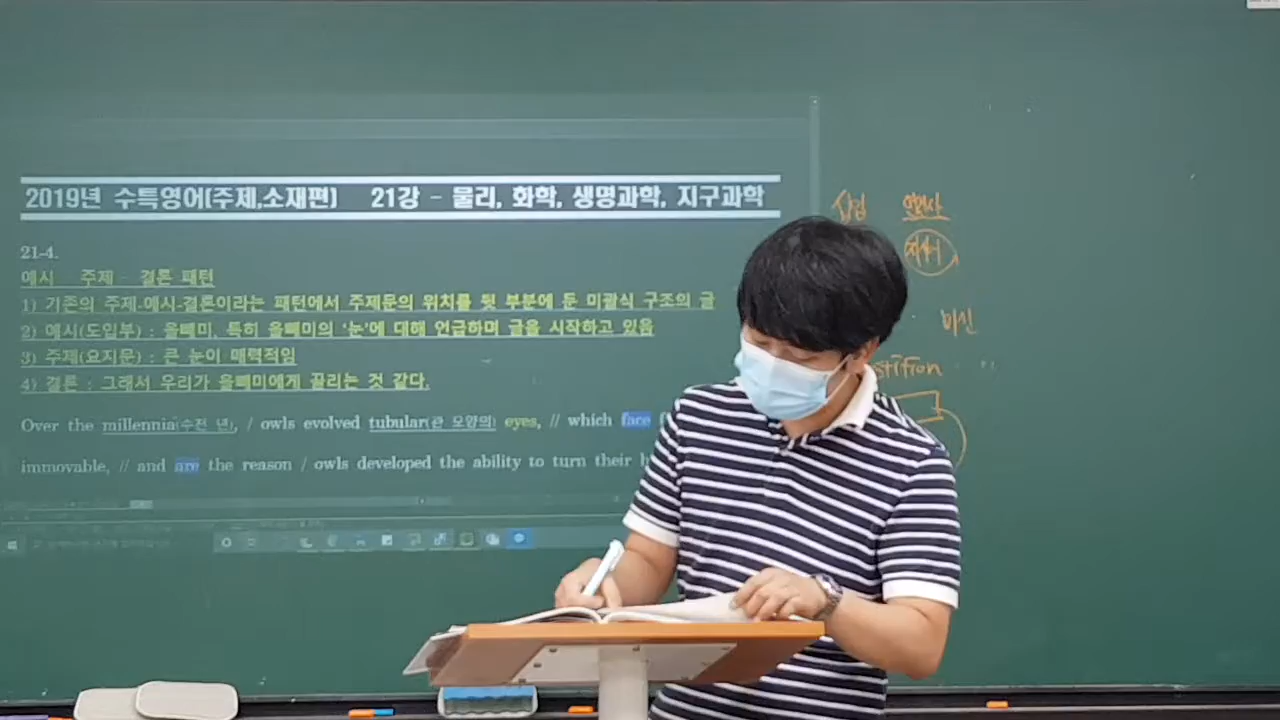 2019년 수특영어(주제,소재편) 21강 - 물리, 화학, 생명과학, 지구과학
21-4.
예시 주제 - 결론 패턴
1) 기존의 주제-예시-결론이라는 패턴에서 주제문의 위치를 뒷 부분에 둔 미괄식 구조의 글
2) 예시(도입부) : 올빼미, 특히 올빼미의 '눈'에 대해 언급하며 글을 시작하고 있음
3) 주제(요지문) : 큰 눈이 매력적임
4) 결론 : 그래서 우리가 올빼미에게 끌리는 것 같다.
Over the millennia(수천 년), / owls evolved tubular(관 모양의) eyes, // which face
immovable, // and are the reason / owls developed the ability to turn their
삽입
미신